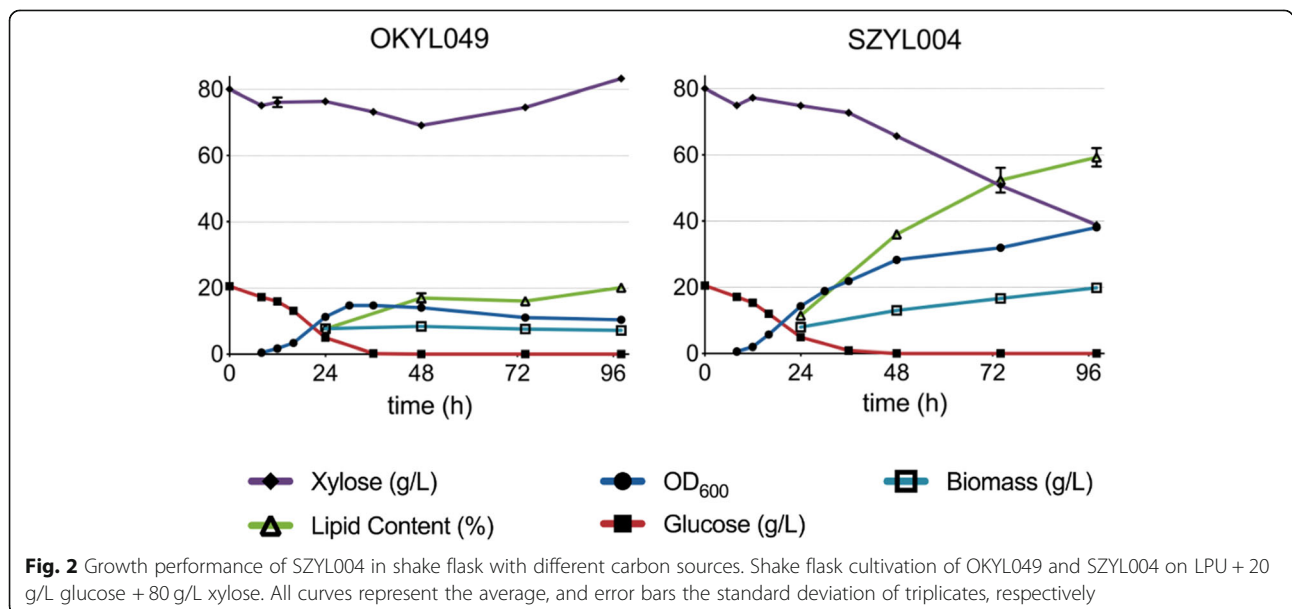 OKYL049
SZYL004
80
60
40
20
0
0 24 48 72 96
time (h)
80
60
40
20
0
0 24 48 72 96
time (h)
Xylose (g/L)
OD600
Biomass (g/L)
Lipid Content (%)
Glucose (g/L)
Fig. 2 Growth performance of SZYL004 in shake flask with different carbon sources. Shake flask cultivation of OKYL049 and SZYL004 on LPU + 20
g/L glucose + 80 g/L xylose. All curves represent the average, and error bars the standard deviation of triplicates, respectively